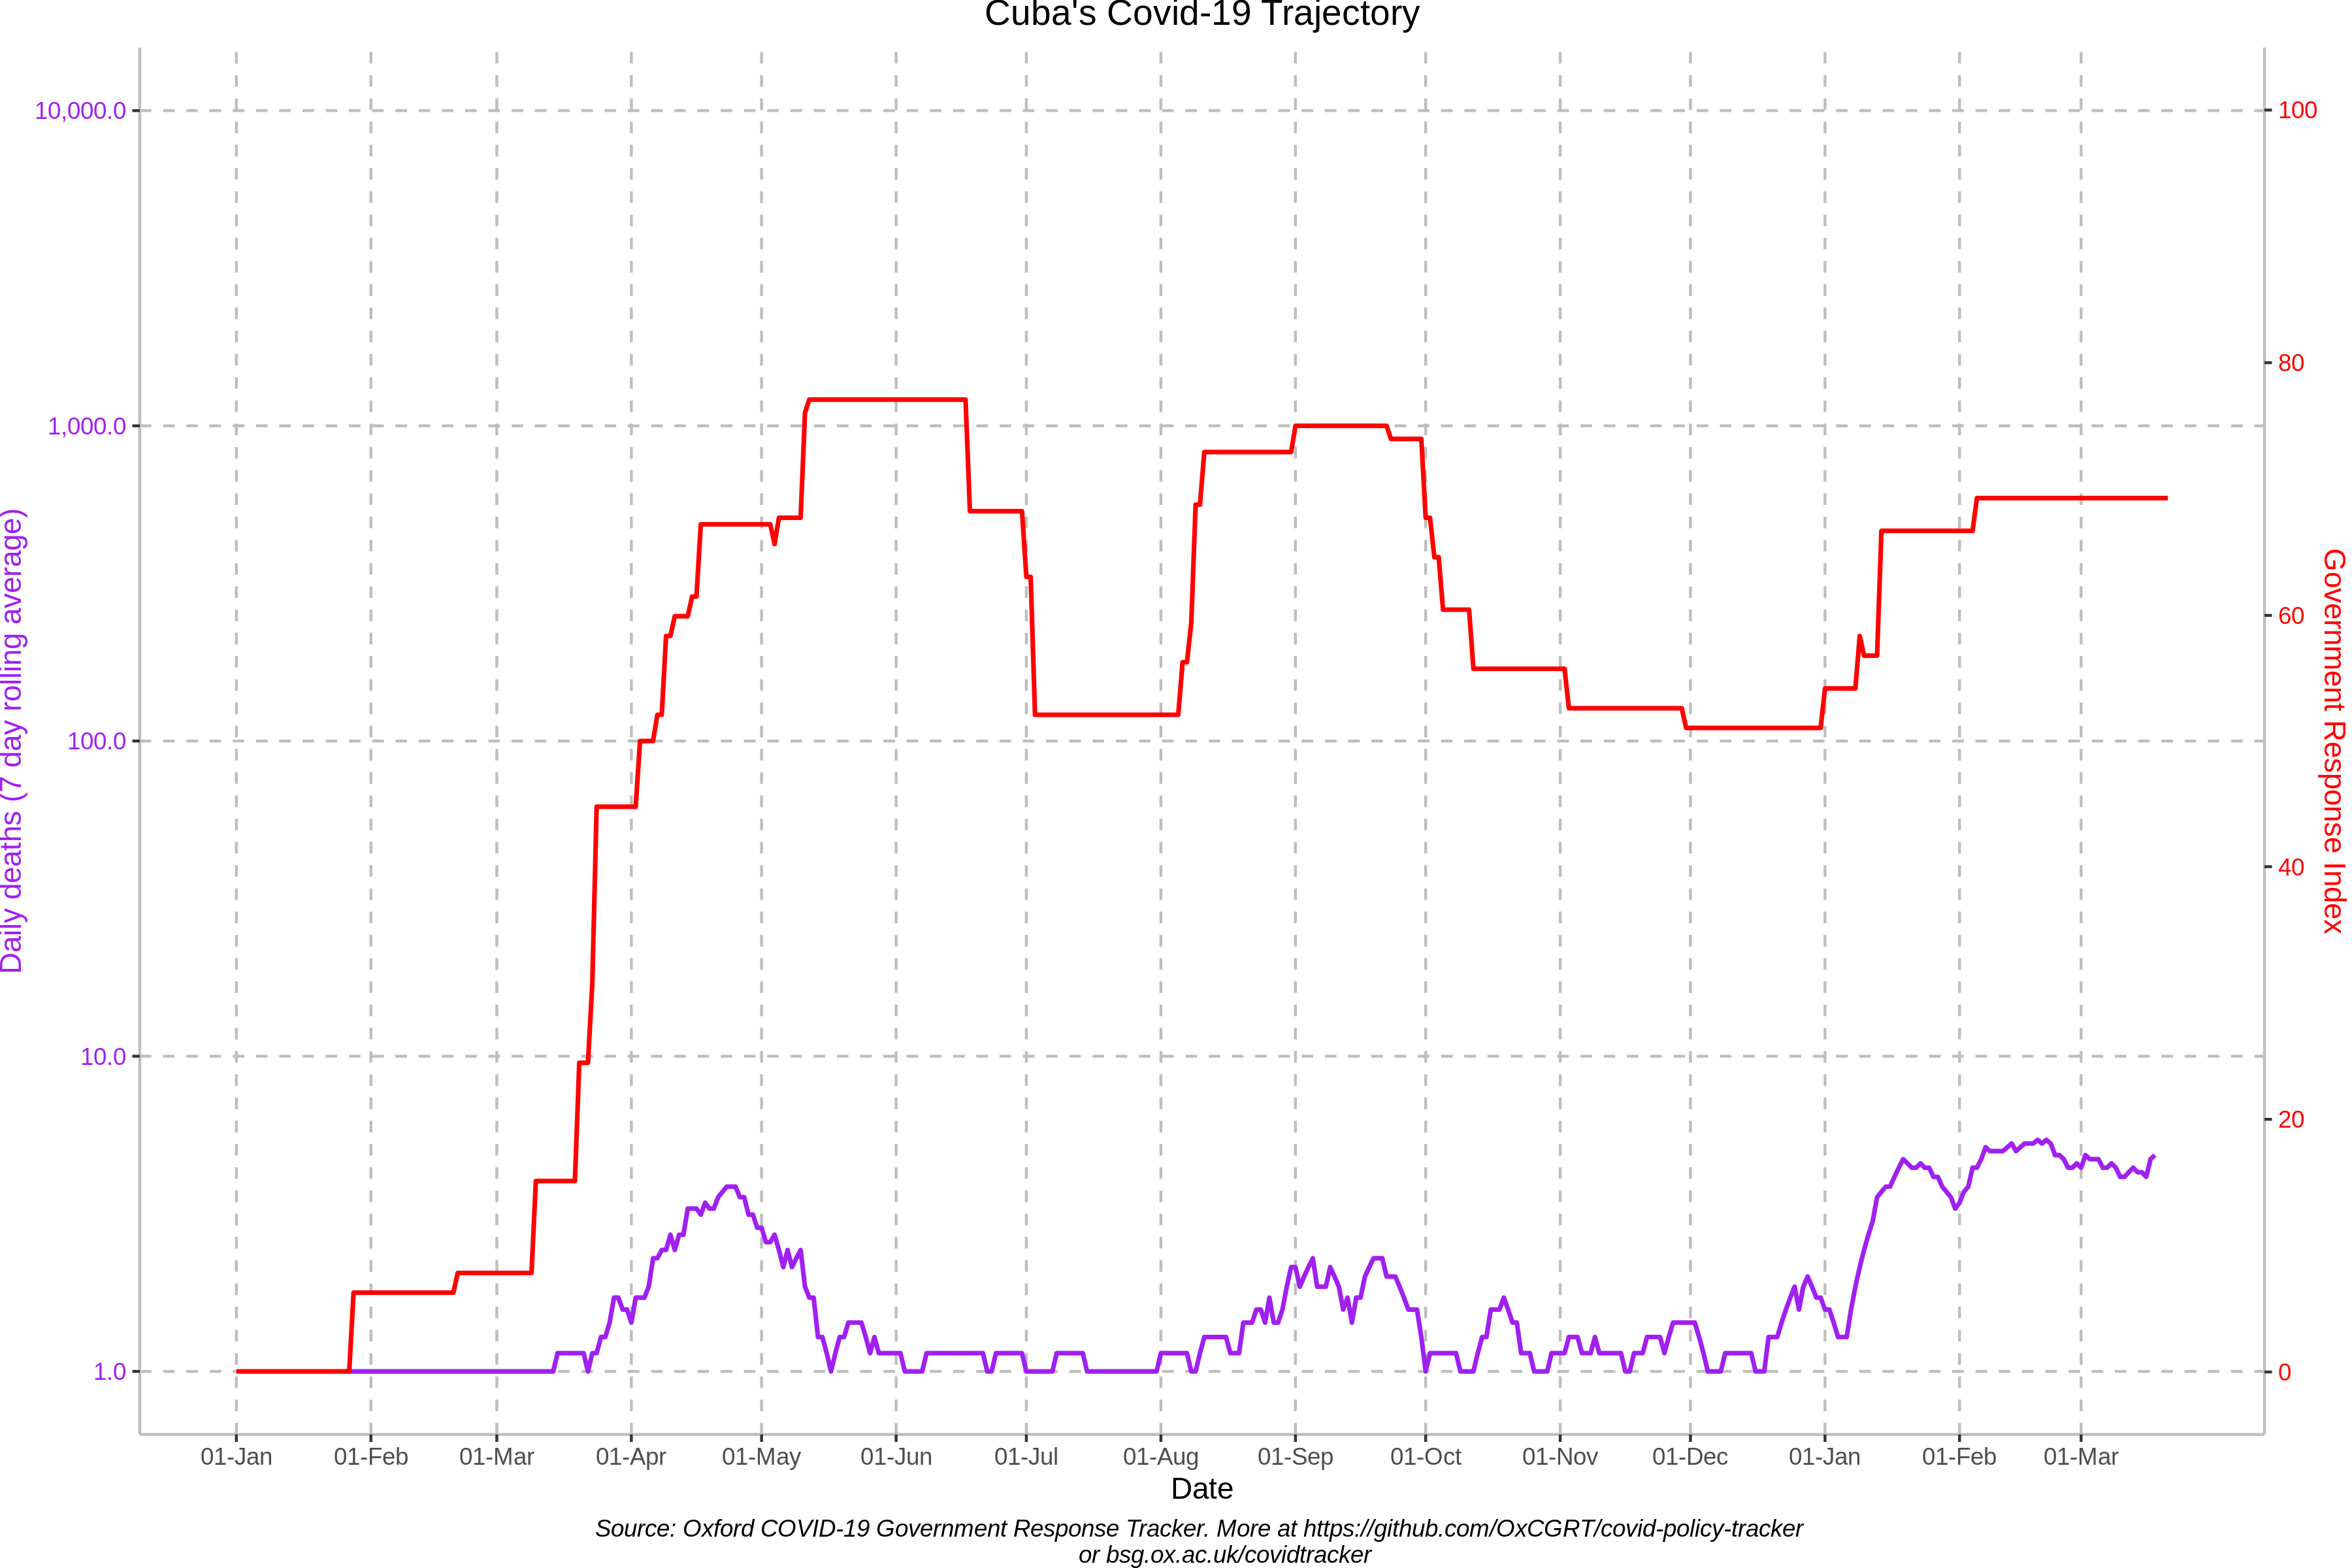 Cuba's Covid-19 Trajectory
10,000.0
1,000.0
100.0
10.0
1.0
Daily deaths (7 day rolling average)
100
80
60
40
20
0
Government Response Index
01-Jan 01-Feb 01-Mar 01-Apr 01-May 01-Jun 01-Jul 01-Aug 01-Sep 01-Oct 01-Nov 01-Dec 01-Jan 01-Feb 01-Mar
Date
Source: Oxford COVID-19 Government Response Tracker. More at https://github.com/OxCGRT/covid-policy-tracker
or bsg.ox.ac.uk/covidtracker